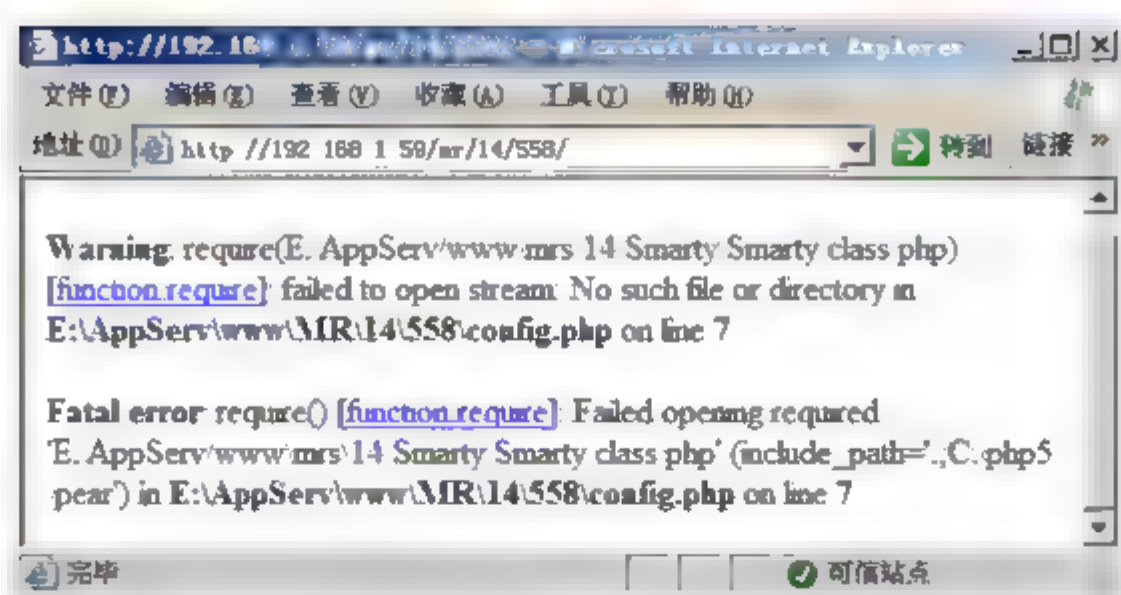 http://192.16 Microsoft Internet Explorer
文件(F) 编辑(E) 查看(V) 收藏(A) 工具(T) 帮助(H)
地址(D) http //192 168 1 59/mr/14/558/ 转到 链接 »
Warning: require(E: AppServ/www mrs 14 Smarty Smarty class php)
[function.require]: failed to open stream: No such file or directory in
E:\AppServ\www\MR\14\558\config.php on line 7
Fatal error: require() [function.require]: Failed opening required
'E: AppServ/www mrs\14 Smarty Smarty class php' (include_path='.;C:\php5
pear') in E:\AppServ\www\MR\14\558\config.php on line 7
完毕 可信站点